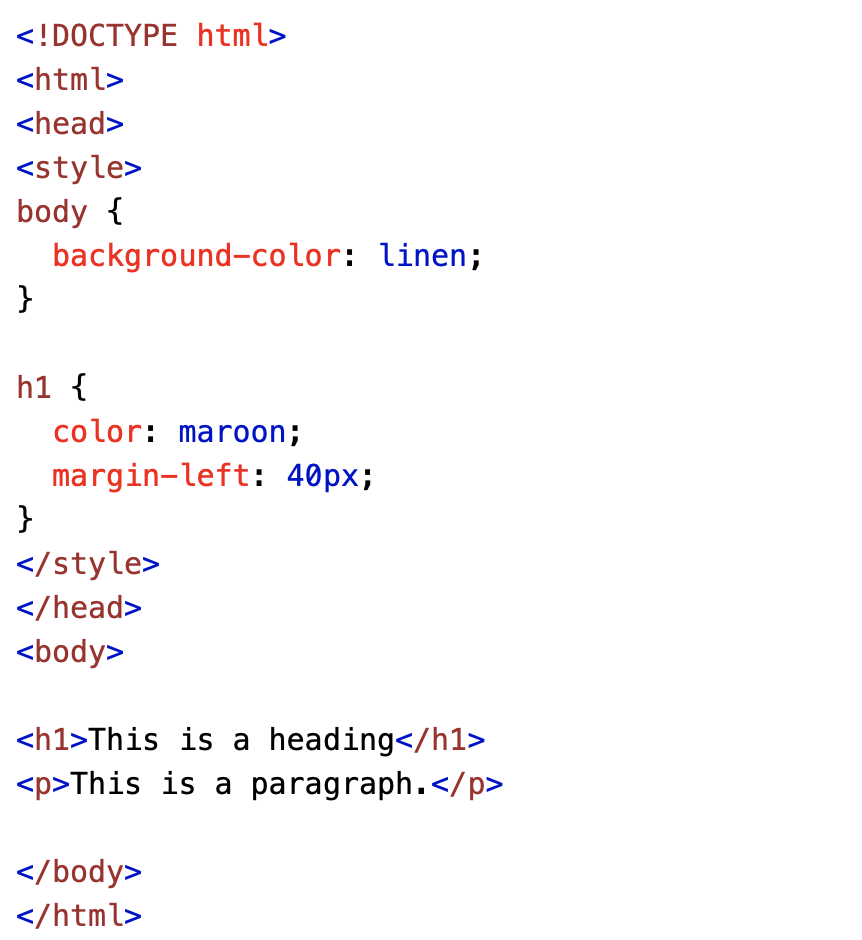 <!DOCTYPE html>
<html>
<head>
<style>
body {
  background-color: linen;
}

h1 {
  color: maroon;
  margin-left: 40px;
}
</style>
</head>
<body>

<h1>This is a heading</h1>
<p>This is a paragraph.</p>

</body>
</html>